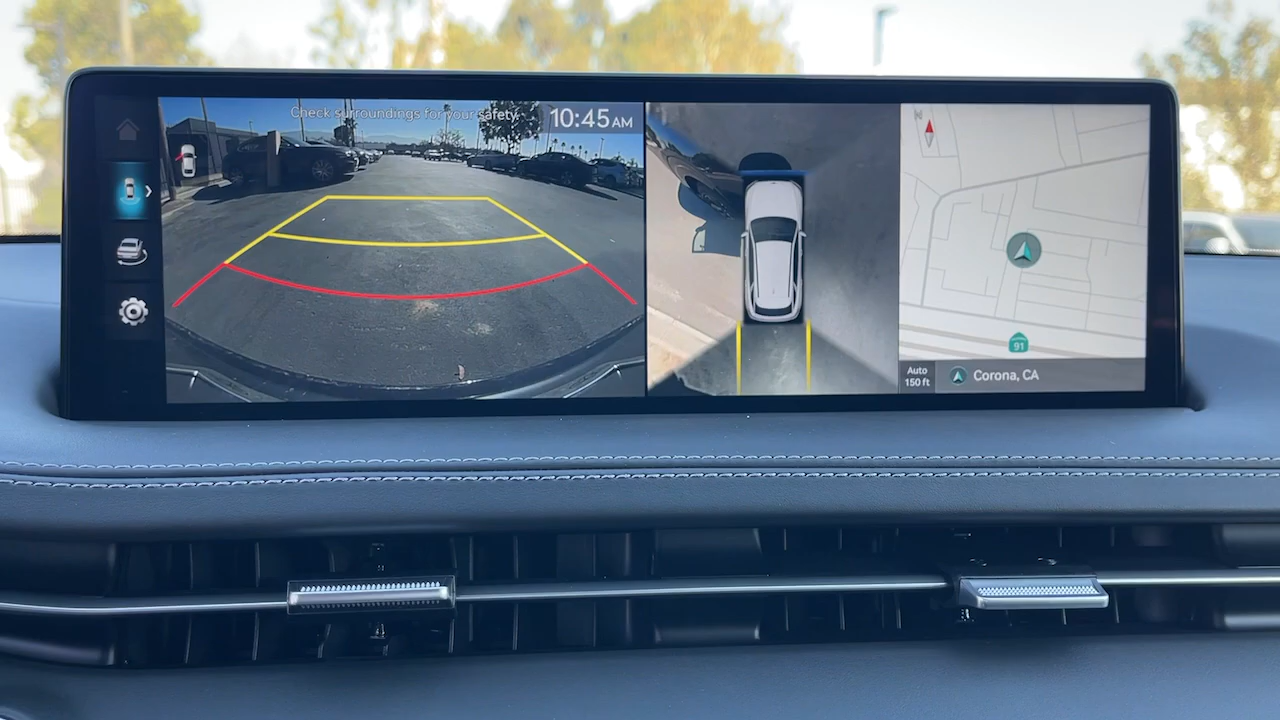 Check surroundings for your safety.
10:45 AM
N
91
Auto
150 ft
Corona, CA